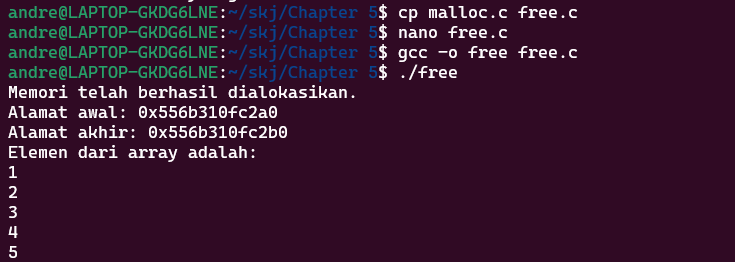 andre@LAPTOP-GKDG6LNE:~/skj/Chapter 5$ cp malloc.c free.c
andre@LAPTOP-GKDG6LNE:~/skj/Chapter 5$ nano free.c
andre@LAPTOP-GKDG6LNE:~/skj/Chapter 5$ gcc -o free free.c
andre@LAPTOP-GKDG6LNE:~/skj/Chapter 5$ ./free
Memori telah berhasil dialokasikan.
Alamat awal: 0x556b310fc2a0
Alamat akhir: 0x556b310fc2b0
Elemen dari array adalah:
1
2
3
4
5